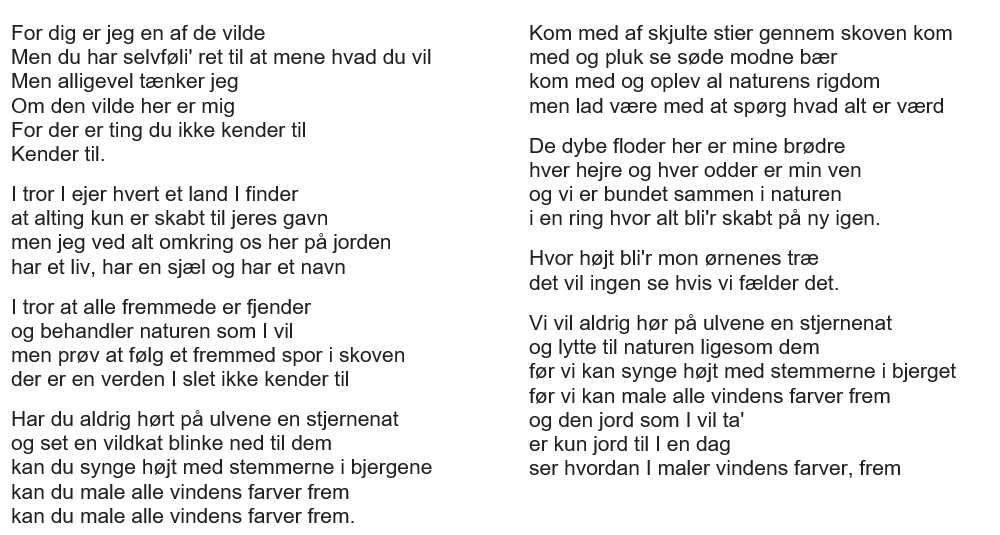 For dig er jeg en af de vilde
Men du har selvføli' ret til at mene hvad du vil
Men alligevel tænker jeg
Om den vilde her er mig
For der er ting du ikke kender til
Kender til.
I tror I ejer hvert et land I finder
at alting kun er skabt til jeres gavn
men jeg ved alt omkring os her på jorden
har et liv, har en sjæl og har et navn
I tror at alle fremmede er fjender
og behandler naturen som I vil
men prøv at følg et fremmed spor i skoven
der er en verden I slet ikke kender til
Har du aldrig hørt på ulvene en stjernenat
og set en vildkat blinke ned til dem
kan du synge højt med stemmerne i bjergene
kan du male alle vindens farver frem
kan du male alle vindens farver frem.
Kom med af skjulte stier gennem skoven kom
med og pluk se søde modne bær
kom med og oplev al naturens rigdom
men lad være med at spørg hvad alt er værd
De dybe floder her er mine brødre
hver hejre og hver odder er min ven
og vi er bundet sammen i naturen
i en ring hvor alt bli'r skabt på ny igen.
Hvor højt bli'r mon ørnenes træ
det vil ingen se hvis vi fælder det.
Vi vil aldrig hør på ulvene en stjernenat
og lytte til naturen ligesom dem
før vi kan synge højt med stemmerne i bjerget
før vi kan male alle vindens farver frem
og den jord som I vil ta'
er kun jord til I en dag
ser hvordan I maler vindens farver, frem